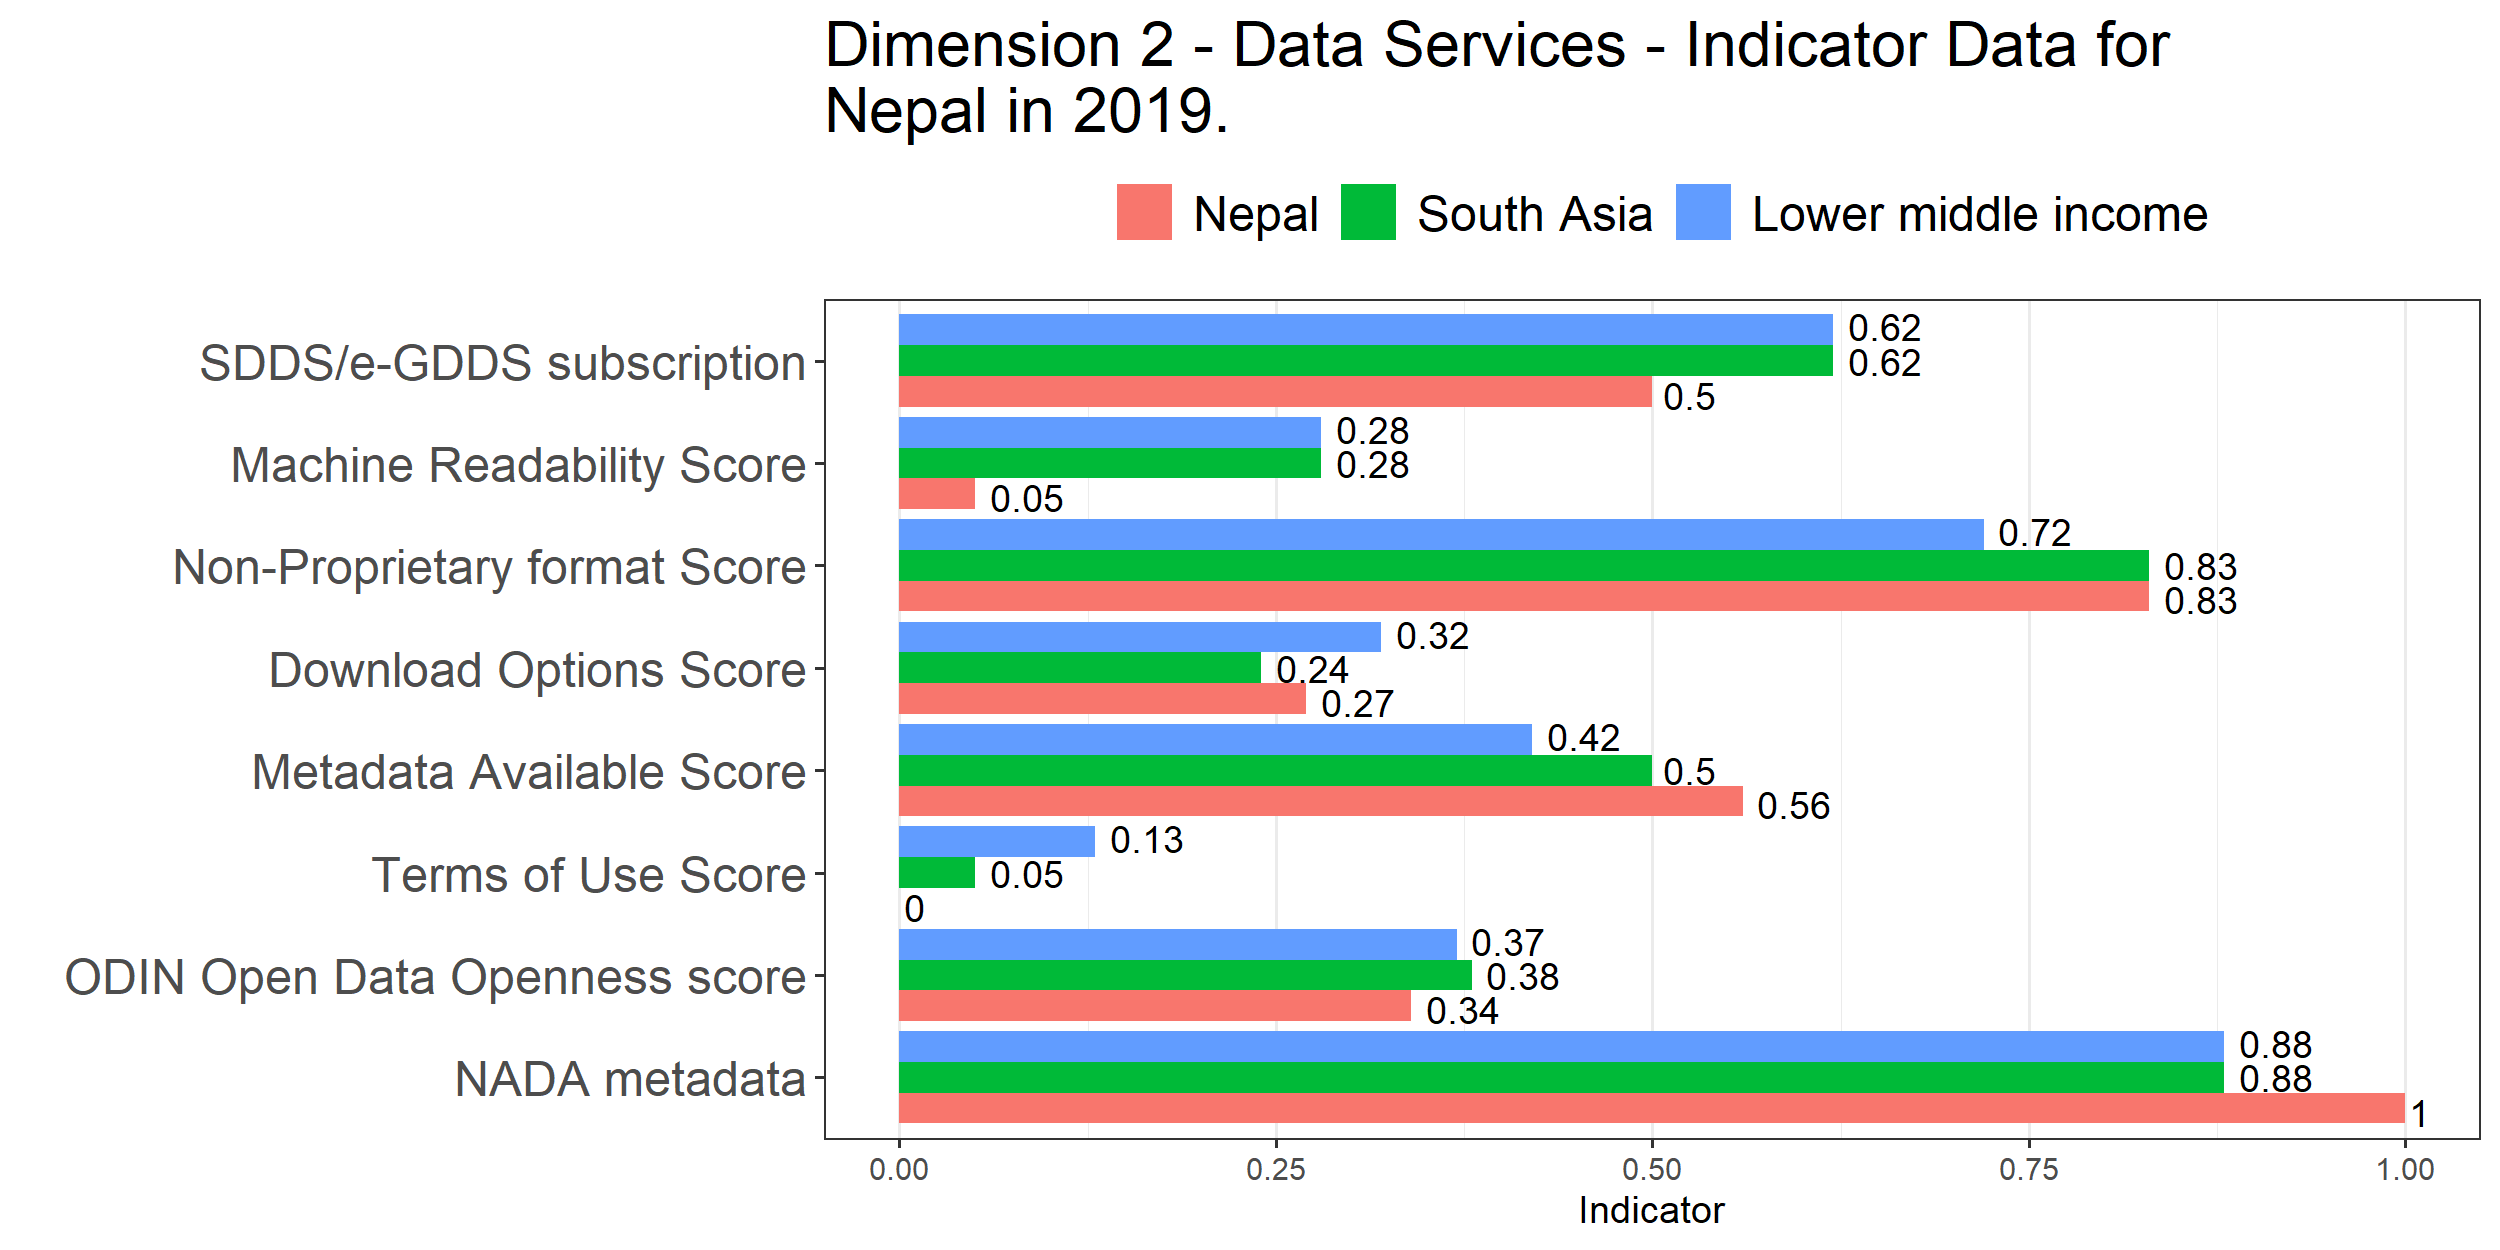 Dimension 2 - Data Services - Indicator Data for
Nepal in 2019.
Nepal South Asia Lower middle income
SDDS/e-GDDS subscription
0.62
0.62
0.5
Machine Readability Score
0.28
0.28
0.05
Non-Proprietary format Score
0.72
0.83
0.83
Download Options Score
0.32
0.24
0.27
Metadata Available Score
0.42
0.5
0.56
Terms of Use Score
0.13
0.05
0
ODIN Open Data Openness score
0.37
0.38
0.34
NADA metadata
0.88
0.88
1
0.00 0.25 0.50 0.75 1.00
Indicator